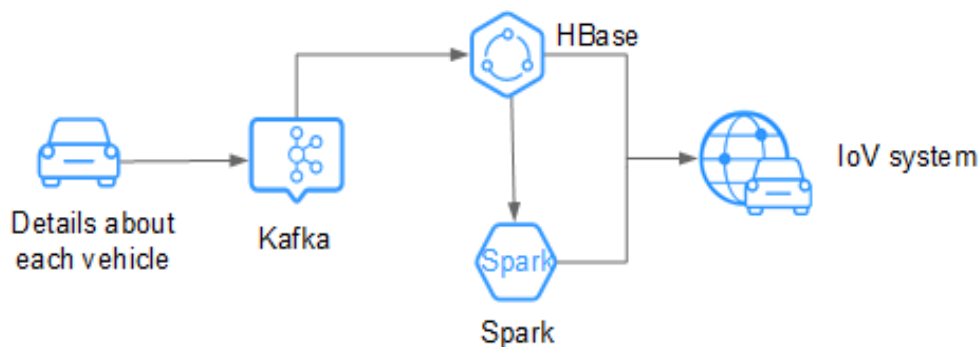 HBase
IoV system
Details about
each vehicle
Kafka
Spark
Spark